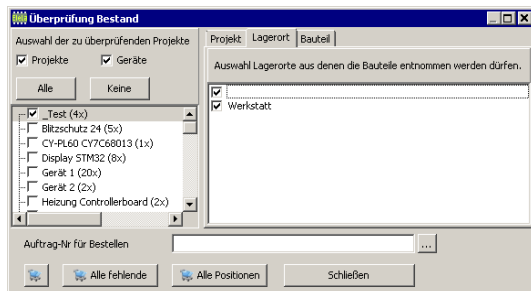 Überprüfung Bestand
Auswahl der zu überprüfenden Projekte
Projekte Geräte
Alle Keine
_Test (4x)
Blitzschutz 24 (5x)
CY-PL60 CY7C68013 (1x)
Display STM32 (8x)
Gerät 1 (20x)
Gerät 2 (2x)
Heizung Controllerboard (2x)
Projekt Lagerort Bauteil
Auswahl Lagerorte aus denen die Bauteile entnommen werden dürfen.
Werkstatt
Auftrag-Nr für Bestellen ...
Alle fehlende Alle Positionen Schließen